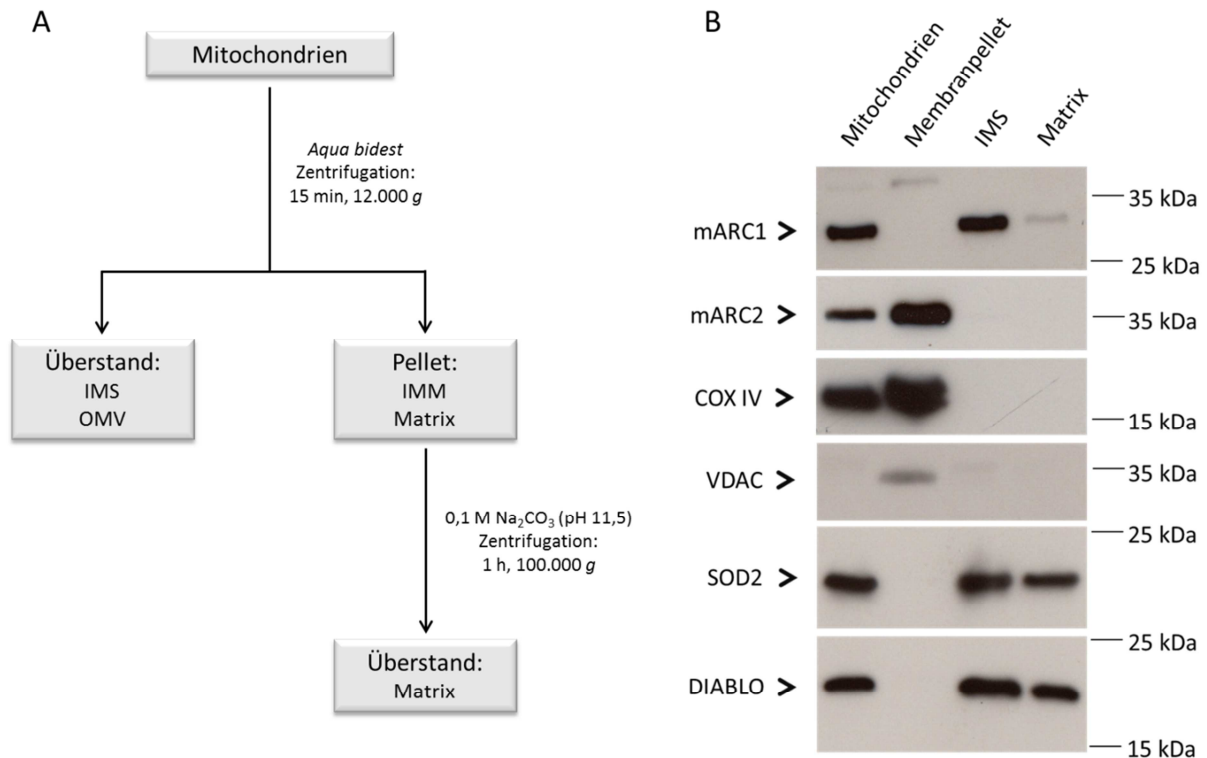 A
Mitochondrien
Aqua bidest
Zentrifugation:
15 min, 12.000 g
Überstand:
IMS
OMV
Pellet:
IMM
Matrix
0,1 M Na₂CO₃ (pH 11,5)
Zentrifugation:
1 h, 100.000 g
Überstand:
Matrix
B
Mitochondrien
Membranpellet
IMS
Matrix
mARC1
35 kDa
25 kDa
mARC2
35 kDa
COX IV
15 kDa
VDAC
35 kDa
SOD2
25 kDa
DIABLO
25 kDa
15 kDa